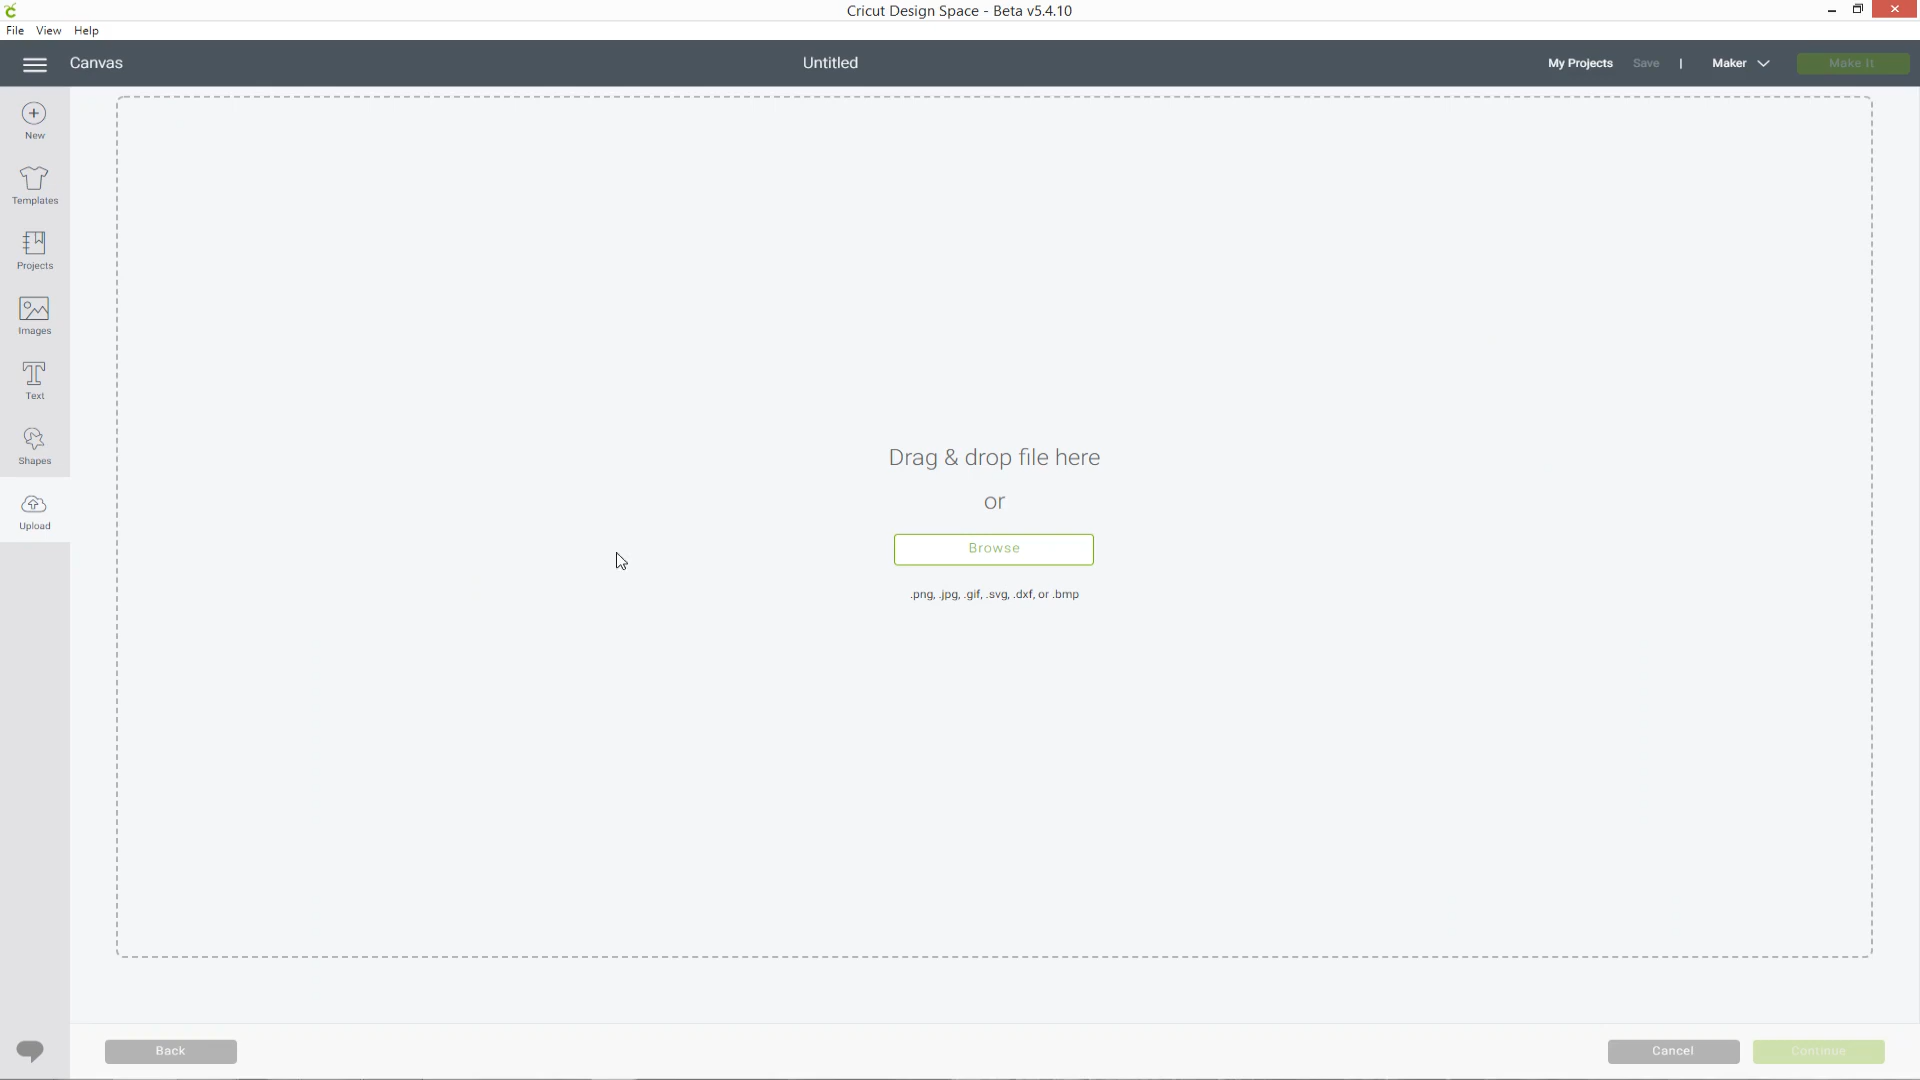 Cricut Design Space - Beta v5.4.10
File View Help
Canvas
Untitled
My Projects Save | Maker Make It
New
Templates
Projects
Images
Text
Shapes
Upload
Drag & drop file here
or
Browse
.png, .jpg, .gif, .svg, .dxf, or .bmp
Back
Cancel
Continue